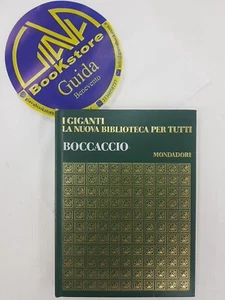 BookStore
Guida
Benevento
I GIGANTI
LA NUOVA BIBLIOTECA PER TUTTI
BOCCACCIO
MONDADORI